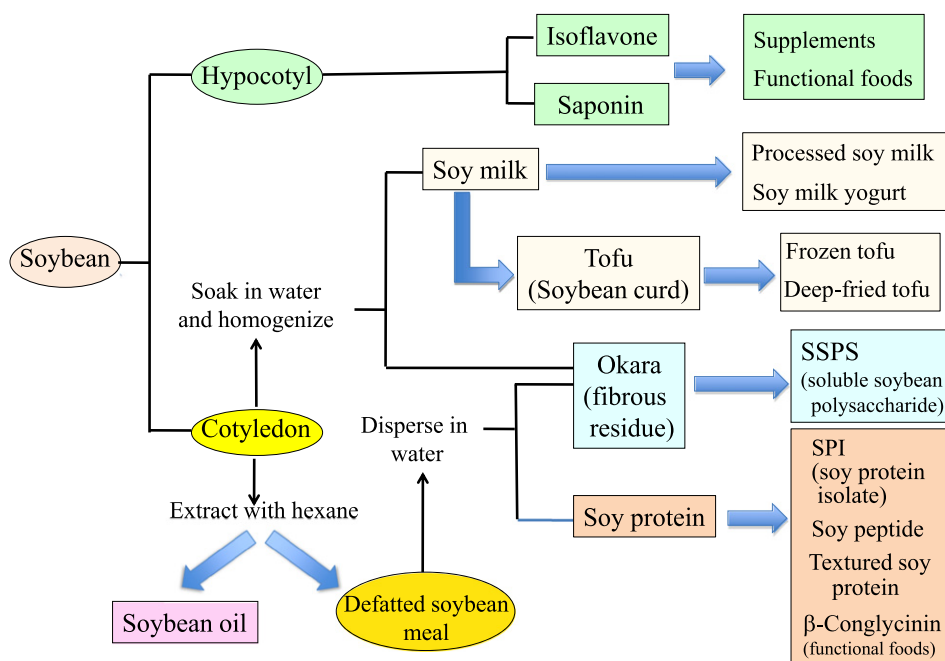 Isoflavone
Supplements
Hypocotyl
Functional foods
Saponin
Soy milk
Processed soy milk
Soy milk yogurt
Soybean
Tofu
(Soybean curd)
Frozen tofu
Deep-fried tofu
Soak in water
and homogenize
Okara
(fibrous
residue)
SSPS
(soluble soybean
polysaccharide)
Cotyledon
Disperse in
water
SPI
(soy protein
isolate)
Extract with hexane
Soy protein
Soy peptide
Textured soy
protein
Soybean oil
Defatted soybean
meal
β-Conglycinin
(functional foods)